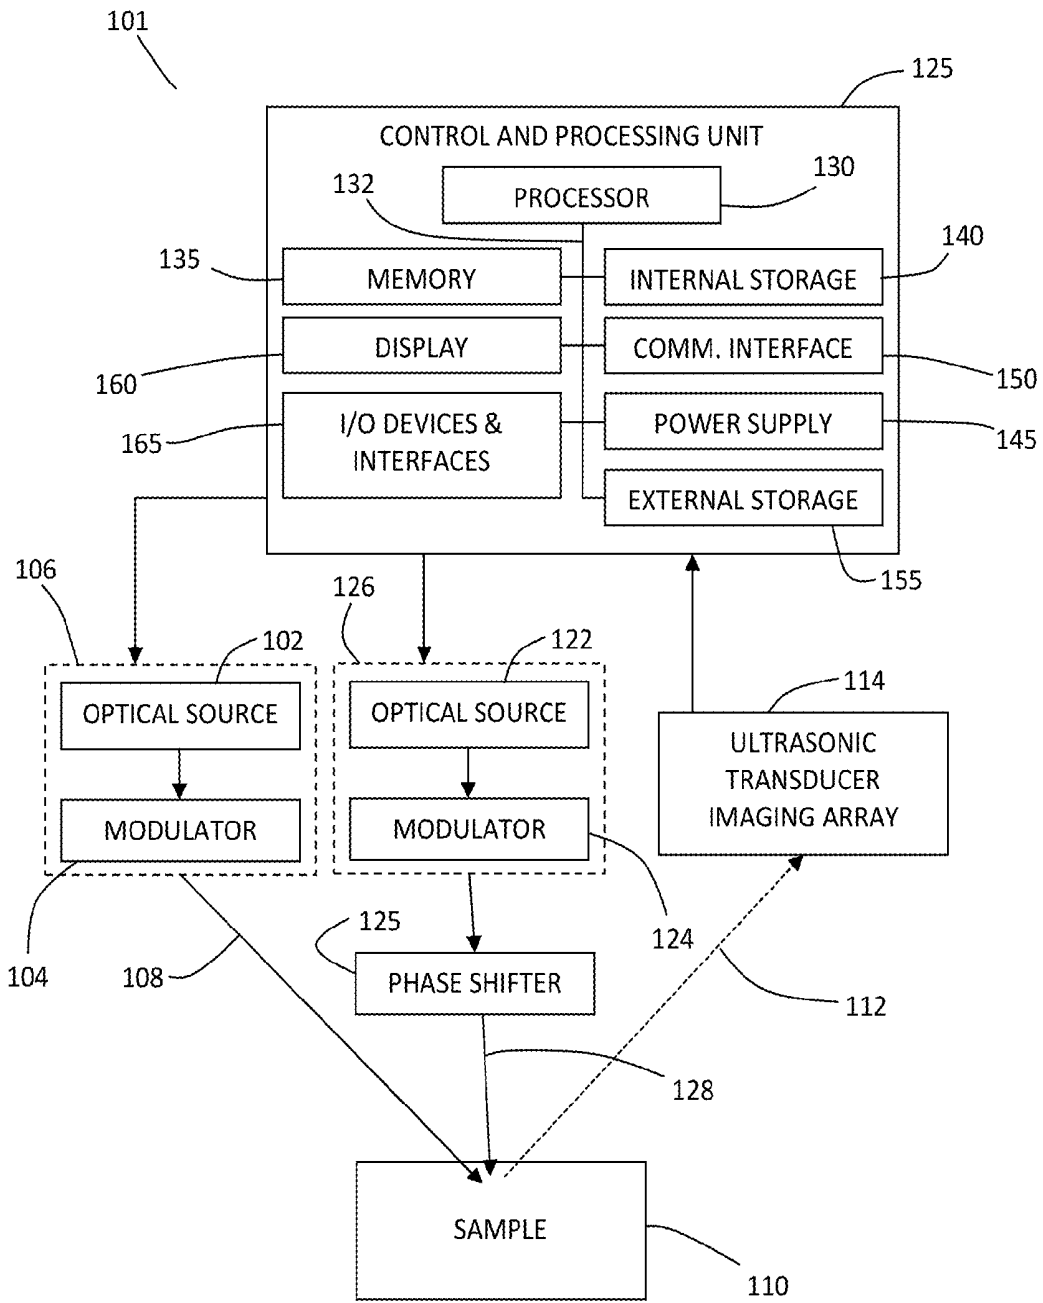 101
125
CONTROL AND PROCESSING UNIT
130
132
PROCESSOR
140
135
MEMORY
INTERNAL STORAGE
DISPLAY
COMM. INTERFACE
160
150
I/O DEVICES &
INTERFACES
POWER SUPPLY
165
145
EXTERNAL STORAGE
155
106
126
102
122
114
OPTICAL SOURCE
OPTICAL SOURCE
ULTRASONIC
TRANSDUCER
IMAGING ARRAY
MODULATOR
MODULATOR
125
124
104
108
PHASE SHIFTER
112
128
SAMPLE
110